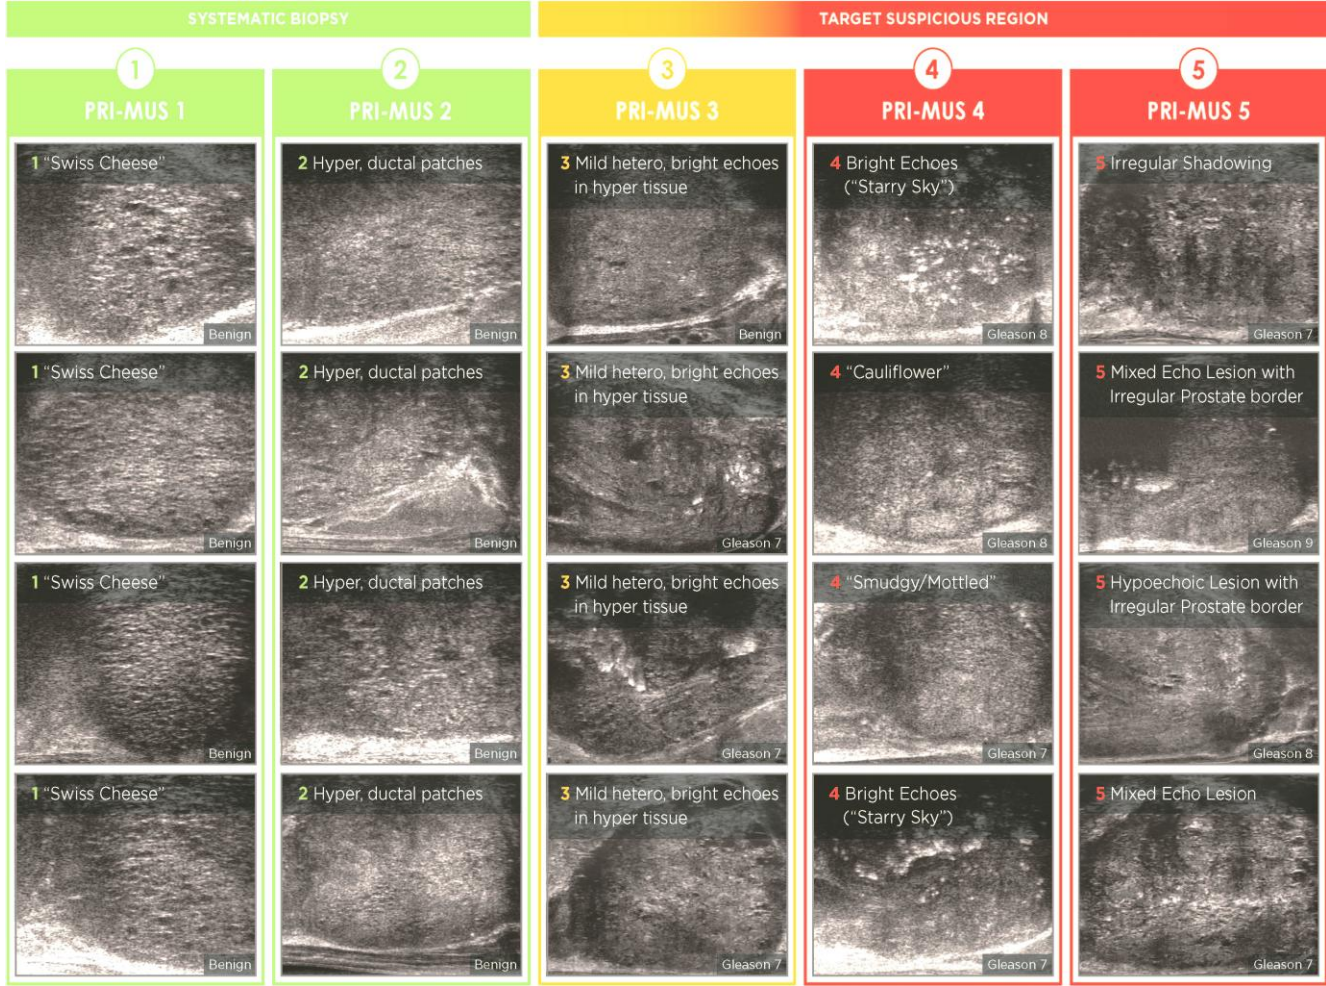 SYSTEMATIC BIOPSY
TARGET SUSPICIOUS REGION
1
2
3
4
5
PRI-MUS 1
PRI-MUS 2
PRI-MUS 3
PRI-MUS 4
PRI-MUS 5
1 "Swiss Cheese"
Benign
2 Hyper, ductal patches
Benign
3 Mild hetero, bright echoes
in hyper tissue
Benign
4 Bright Echoes
("Starry Sky")
Gleason 8
5 Irregular Shadowing
Gleason 7
1 "Swiss Cheese"
Benign
2 Hyper, ductal patches
Benign
3 Mild hetero, bright echoes
in hyper tissue
Gleason 7
4 "Cauliflower"
Gleason 8
5 Mixed Echo Lesion with
Irregular Prostate border
Gleason 9
1 "Swiss Cheese"
Benign
2 Hyper, ductal patches
Benign
3 Mild hetero, bright echoes
in hyper tissue
Gleason 7
4 "Smudgy/Mottled"
Gleason 7
5 Hypoechoic Lesion with
Irregular Prostate border
Gleason 8
1 "Swiss Cheese"
Benign
2 Hyper, ductal patches
Benign
3 Mild hetero, bright echoes
in hyper tissue
Gleason 7
4 Bright Echoes
("Starry Sky")
Gleason 7
5 Mixed Echo Lesion
Gleason 7